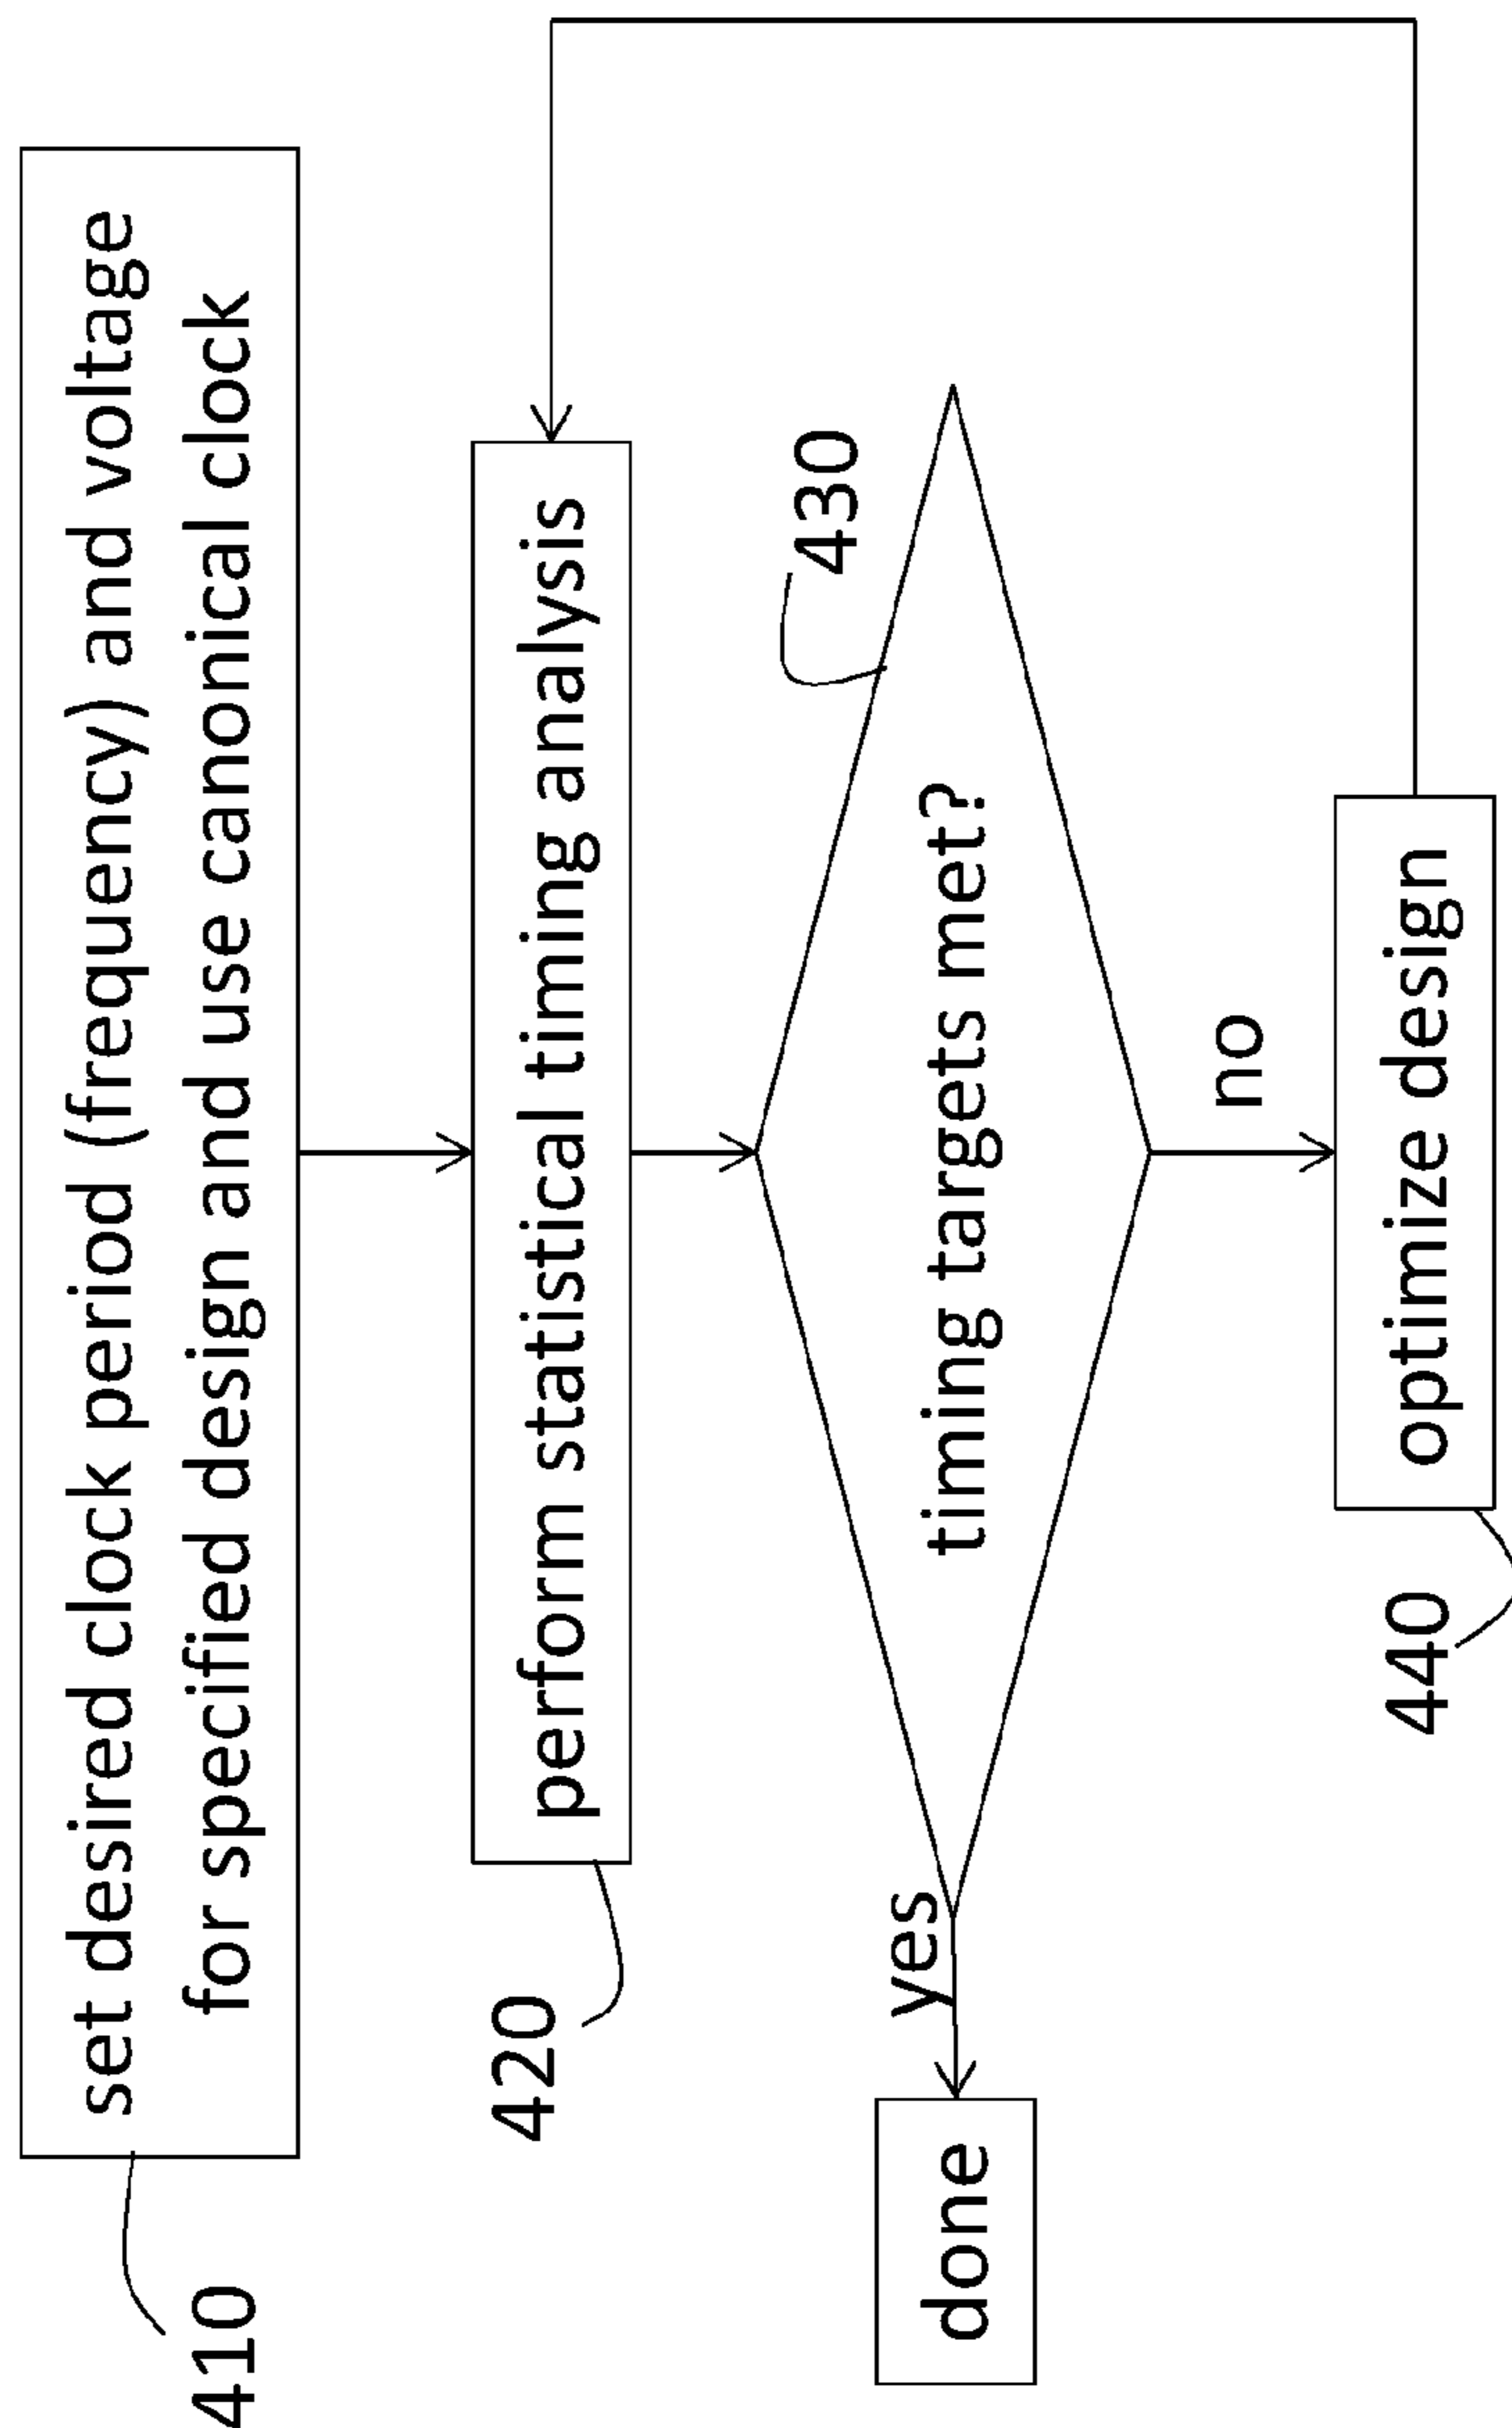 set desired clock period (frequency) and voltage
for specified design and use canonical clock
410
perform statistical timing analysis
420
430
timing targets met?
yes
done
no
optimize design
440